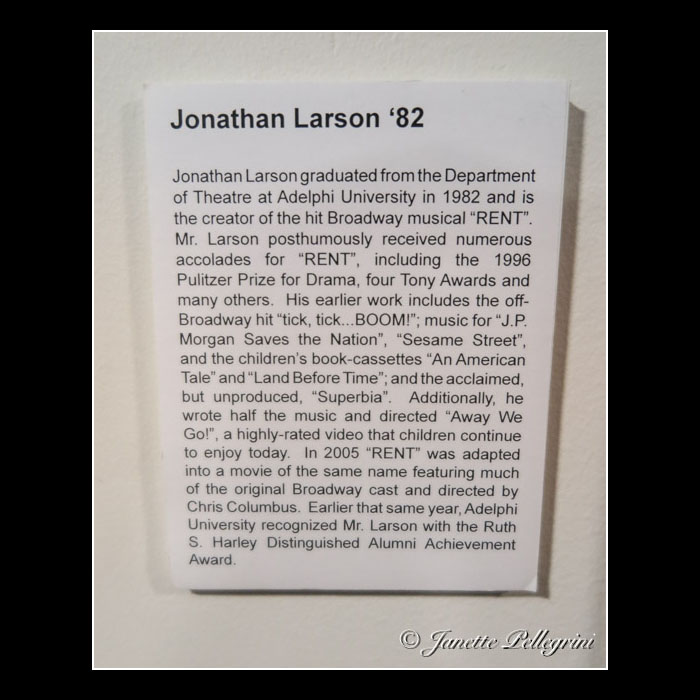 Jonathan Larson ‘82
Jonathan Larson graduated from the Department
of Theatre at Adelphi University in 1982 and is
the creator of the hit Broadway musical “RENT”.
Mr. Larson posthumously received numerous
accolades for “RENT”, including the 1996
Pulitzer Prize for Drama, four Tony Awards and
many others. His earlier work includes the off-
Broadway hit “tick, tick...BOOM!”; music for “J.P.
Morgan Saves the Nation”, “Sesame Street”,
and the children’s book-cassettes “An American
Tale” and “Land Before Time”; and the acclaimed,
but unproduced, “Superbia”. Additionally, he
wrote half the music and directed “Away We
Go!”, a highly-rated video that children continue
to enjoy today. In 2005 “RENT” was adapted
into a movie of the same name featuring much
of the original Broadway cast and directed by
Chris Columbus. Earlier that same year, Adelphi
University recognized Mr. Larson with the Ruth
S. Harley Distinguished Alumni Achievement
Award.
© Janette Pellegrini